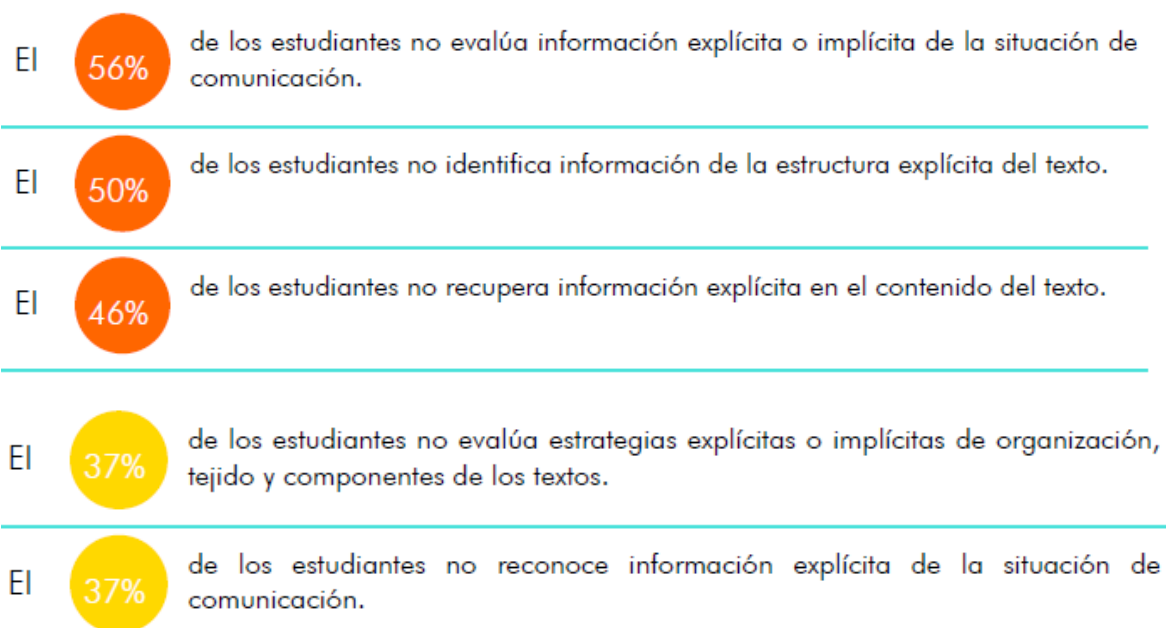 El 56% de los estudiantes no evalúa información explícita o implícita de la situación de
comunicación.
El 50% de los estudiantes no identifica información de la estructura explícita del texto.
El 46% de los estudiantes no recupera información explícita en el contenido del texto.
El 37% de los estudiantes no evalúa estrategias explícitas o implícitas de organización,
tejido y componentes de los textos.
El 37% de los estudiantes no reconoce información explícita de la situación de
comunicación.